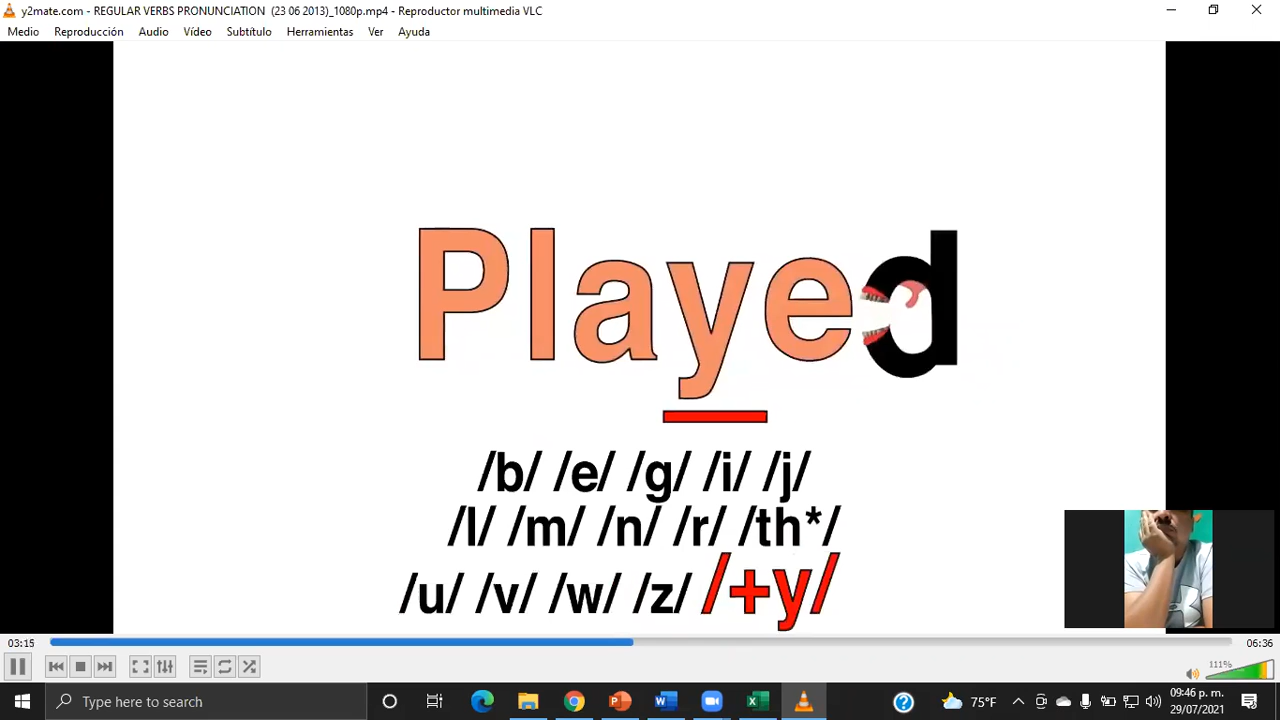 y2mate.com - REGULAR VERBS PRONUNCIATION (23 06 2013)_1080p.mp4 - Reproductor multimedia VLC
Medio Reproducción Audio Vídeo Subtítulo Herramientas Ver Ayuda
Played
/b/ /e/ /g/ /i/ /j/
/l/ /m/ /n/ /r/ /th*/
/u/ /v/ /w/ /z/ /+y/
03:15
06:36
111%
Type here to search
75°F
09:46 p. m.
29/07/2021